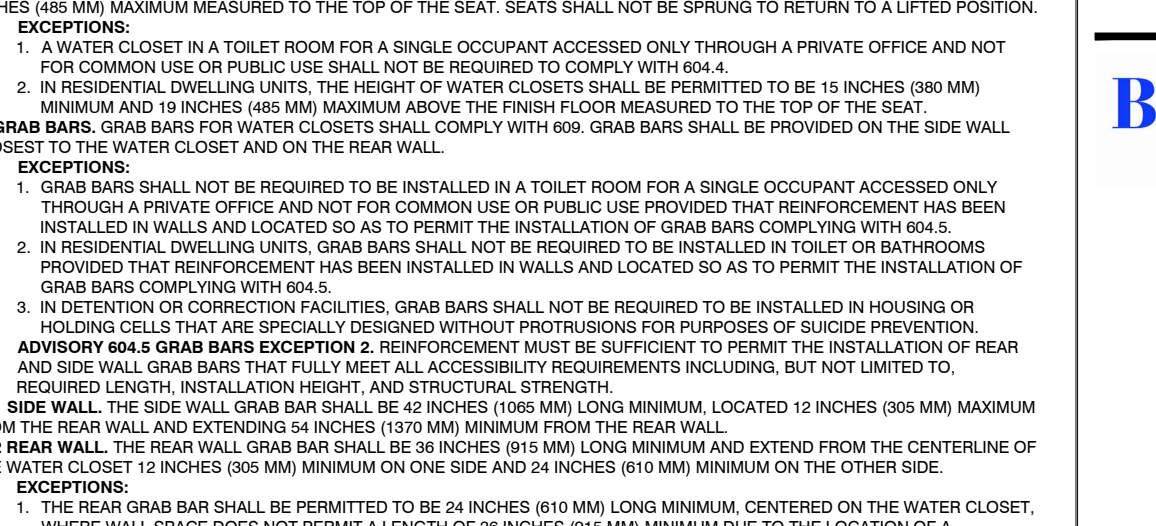 HES (485 MM) MAXIMUM MEASURED TO THE TOP OF THE SEAT. SEATS SHALL NOT BE SPRUNG TO RETURN TO A LIFTED POSITION.
EXCEPTIONS:
1. A WATER CLOSET IN A TOILET ROOM FOR A SINGLE OCCUPANT ACCESSED ONLY THROUGH A PRIVATE OFFICE AND NOT
FOR COMMON USE OR PUBLIC USE SHALL NOT BE REQUIRED TO COMPLY WITH 604.4.
2. IN RESIDENTIAL DWELLING UNITS, THE HEIGHT OF WATER CLOSETS SHALL BE PERMITTED TO BE 15 INCHES (380 MM)
MINIMUM AND 19 INCHES (485 MM) MAXIMUM ABOVE THE FINISH FLOOR MEASURED TO THE TOP OF THE SEAT.
GRAB BARS. GRAB BARS FOR WATER CLOSETS SHALL COMPLY WITH 609. GRAB BARS SHALL BE PROVIDED ON THE SIDE WALL
OSEST TO THE WATER CLOSET AND ON THE REAR WALL.
EXCEPTIONS:
1. GRAB BARS SHALL NOT BE REQUIRED TO BE INSTALLED IN A TOILET ROOM FOR A SINGLE OCCUPANT ACCESSED ONLY
THROUGH A PRIVATE OFFICE AND NOT FOR COMMON USE OR PUBLIC USE PROVIDED THAT REINFORCEMENT HAS BEEN
INSTALLED IN WALLS AND LOCATED SO AS TO PERMIT THE INSTALLATION OF GRAB BARS COMPLYING WITH 604.5.
2. IN RESIDENTIAL DWELLING UNITS, GRAB BARS SHALL NOT BE REQUIRED TO BE INSTALLED IN TOILET OR BATHROOMS
PROVIDED THAT REINFORCEMENT HAS BEEN INSTALLED IN WALLS AND LOCATED SO AS TO PERMIT THE INSTALLATION OF
GRAB BARS COMPLYING WITH 604.5.
3. IN DETENTION OR CORRECTION FACILITIES, GRAB BARS SHALL NOT BE REQUIRED TO BE INSTALLED IN HOUSING OR
HOLDING CELLS THAT ARE SPECIALLY DESIGNED WITHOUT PROTRUSIONS FOR PURPOSES OF SUICIDE PREVENTION.
ADVISORY 604.5 GRAB BARS EXCEPTION 2. REINFORCEMENT MUST BE SUFFICIENT TO PERMIT THE INSTALLATION OF REAR
AND SIDE WALL GRAB BARS THAT FULLY MEET ALL ACCESSIBILITY REQUIREMENTS INCLUDING, BUT NOT LIMITED TO,
REQUIRED LENGTH, INSTALLATION HEIGHT, AND STRUCTURAL STRENGTH.
SIDE WALL. THE SIDE WALL GRAB BAR SHALL BE 42 INCHES (1065 MM) LONG MINIMUM, LOCATED 12 INCHES (305 MM) MAXIMUM
OM THE REAR WALL AND EXTENDING 54 INCHES (1370 MM) MINIMUM FROM THE REAR WALL.
REAR WALL. THE REAR WALL GRAB BAR SHALL BE 36 INCHES (915 MM) LONG MINIMUM AND EXTEND FROM THE CENTERLINE OF
E WATER CLOSET 12 INCHES (305 MM) MINIMUM ON ONE SIDE AND 24 INCHES (610 MM) MINIMUM ON THE OTHER SIDE.
EXCEPTIONS:
1. THE REAR GRAB BAR SHALL BE PERMITTED TO BE 24 INCHES (610 MM) LONG MINIMUM, CENTERED ON THE WATER CLOSET,
WHERE WALL SPACE DOES NOT PERMIT A LENGTH OF 36 INCHES (915 MM) MINIMUM DUE TO THE LOCATION OF A
B